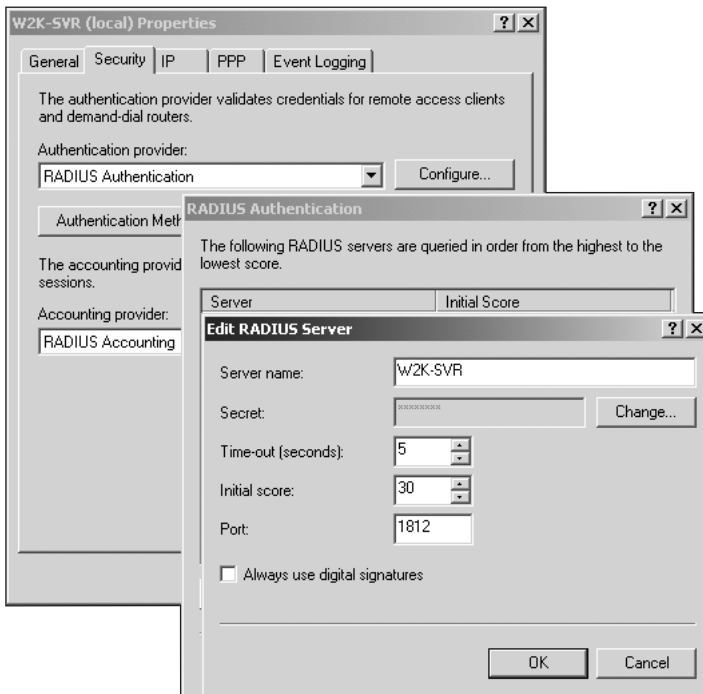 W2K-SVR (local) Properties
General Security IP PPP Event Logging
The authentication provider validates credentials for remote access clients
and demand-dial routers.
Authentication provider:
RADIUS Authentication Configure...
Authentication Meth
The accounting provid
sessions.
Accounting provider:
RADIUS Accounting
RADIUS Authentication
The following RADIUS servers are queried in order from the highest to the
lowest score.
Server Initial Score
Edit RADIUS Server
Server name: W2K-SVR
Secret: xxxxxxxx Change...
Time-out (seconds): 5
Initial score: 30
Port: 1812
Always use digital signatures
OK Cancel